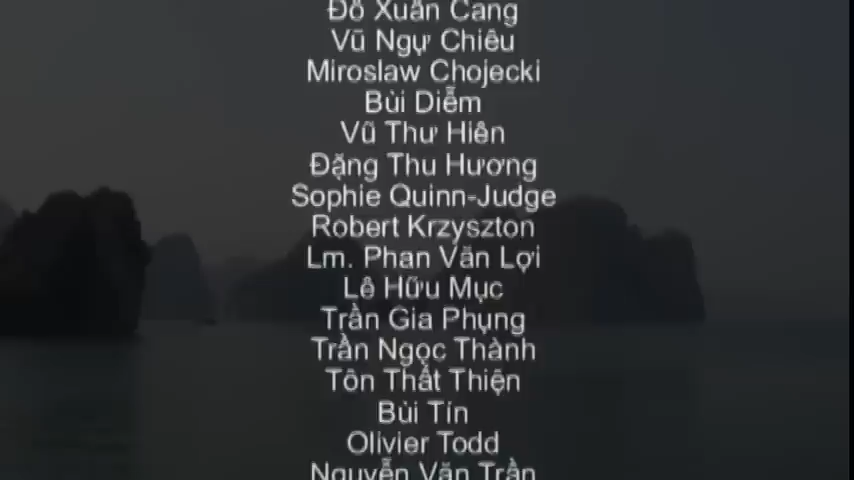 Đỗ Xuân Cang
Vũ Ngự Chiêu
Miroslaw Chojecki
Bùi Diễm
Vũ Thư Hiên
Đặng Thu Hương
Sophie Quinn-Judge
Robert Krzyszton
Lm. Phan Văn Lợi
Lê Hữu Mục
Trần Gia Phụng
Trần Ngọc Thành
Tôn Thất Thiện
Bùi Tín
Olivier Todd
Nguyễn Văn Trần